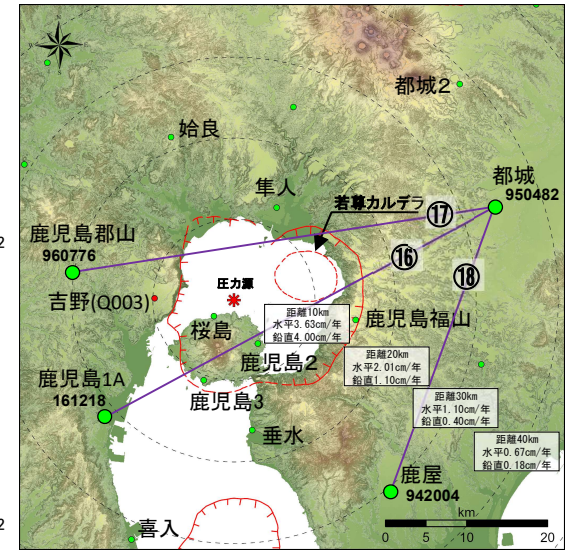 都城2
姶良
都城
950482
隼人
若尊カルデラ
⑰
鹿児島郡山
960776
⑯
⑱
圧力源
吉野(Q003)
距離10km
水平3.63cm/年
鉛直4.00cm/年
桜島
鹿児島福山
鹿児島2
距離20km
水平2.01cm/年
鉛直1.10cm/年
鹿児島1A
161218
鹿児島3
距離30km
水平1.10cm/年
鉛直0.40cm/年
垂水
距離40km
水平0.67cm/年
鉛直0.18cm/年
鹿屋
942004
喜入
km
0 5 10 20
2
2